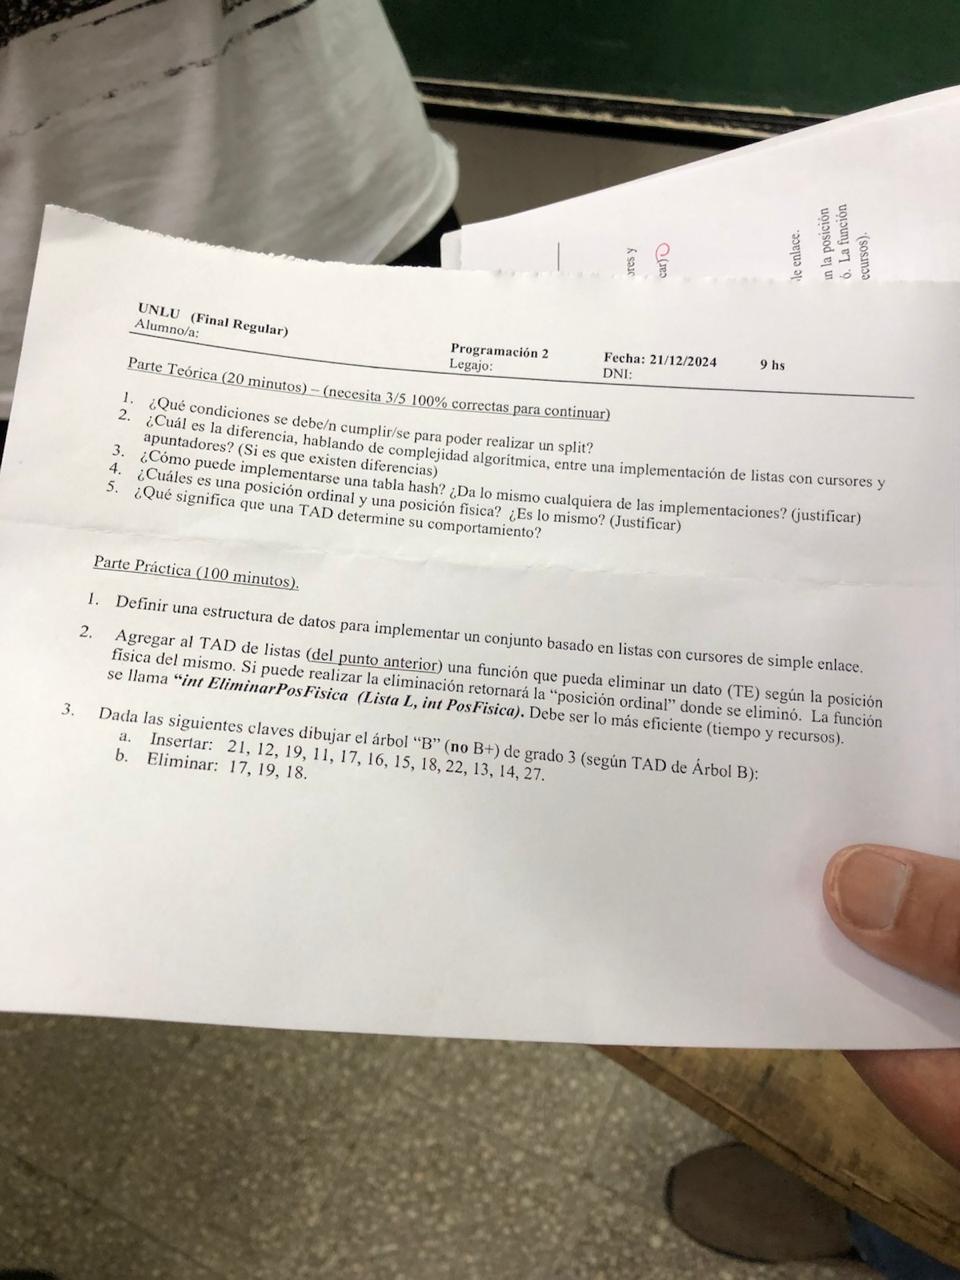 ores y
car)
le enlace.
n la posición
ó. La función
ecursos).
UNLU (Final Regular)
Alumno/a:
Programación 2
Legajo:
Fecha: 21/12/2024
DNI:
9 hs
Parte Teórica (20 minutos) – (necesita 3/5 100% correctas para continuar)
1. ¿Qué condiciones se debe/n cumplir/se para poder realizar un split?
2. ¿Cuál es la diferencia, hablando de complejidad algorítmica, entre una implementación de listas con cursores y
apuntadores? (Si es que existen diferencias)
3. ¿Cómo puede implementarse una tabla hash? ¿Da lo mismo cualquiera de las implementaciones? (justificar)
4. ¿Cuáles es una posición ordinal y una posición física? ¿Es lo mismo? (Justificar)
5. ¿Qué significa que una TAD determine su comportamiento?
Parte Práctica (100 minutos).
1. Definir una estructura de datos para implementar un conjunto basado en listas con cursores de simple enlace.
2. Agregar al TAD de listas (del punto anterior) una función que pueda eliminar un dato (TE) según la posición
física del mismo. Si puede realizar la eliminación retornará la “posición ordinal” donde se eliminó. La función
se llama “int EliminarPosFisica (Lista L, int PosFisica). Debe ser lo más eficiente (tiempo y recursos).
3. Dada las siguientes claves dibujar el árbol “B” (no B+) de grado 3 (según TAD de Árbol B):
a. Insertar: 21, 12, 19, 11, 17, 16, 15, 18, 22, 13, 14, 27.
b. Eliminar: 17, 19, 18.